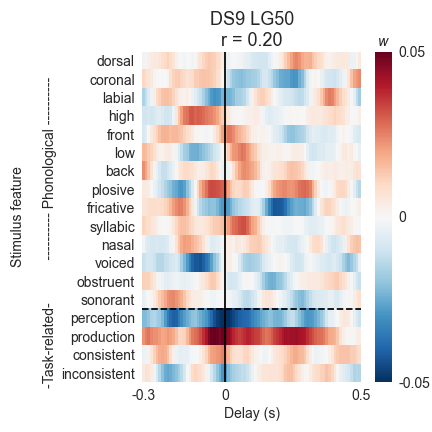 DS9 LG50
r = 0.20
w
dorsal
coronal
labial
high
front
low
back
plosive
fricative
syllabic
nasal
voiced
obstruent
sonorant
perception
production
consistent
inconsistent
Stimulus feature
---------- Phonological ----------
-Task-related-
-0.3
0
0.5
Delay (s)
0.05
0
-0.05